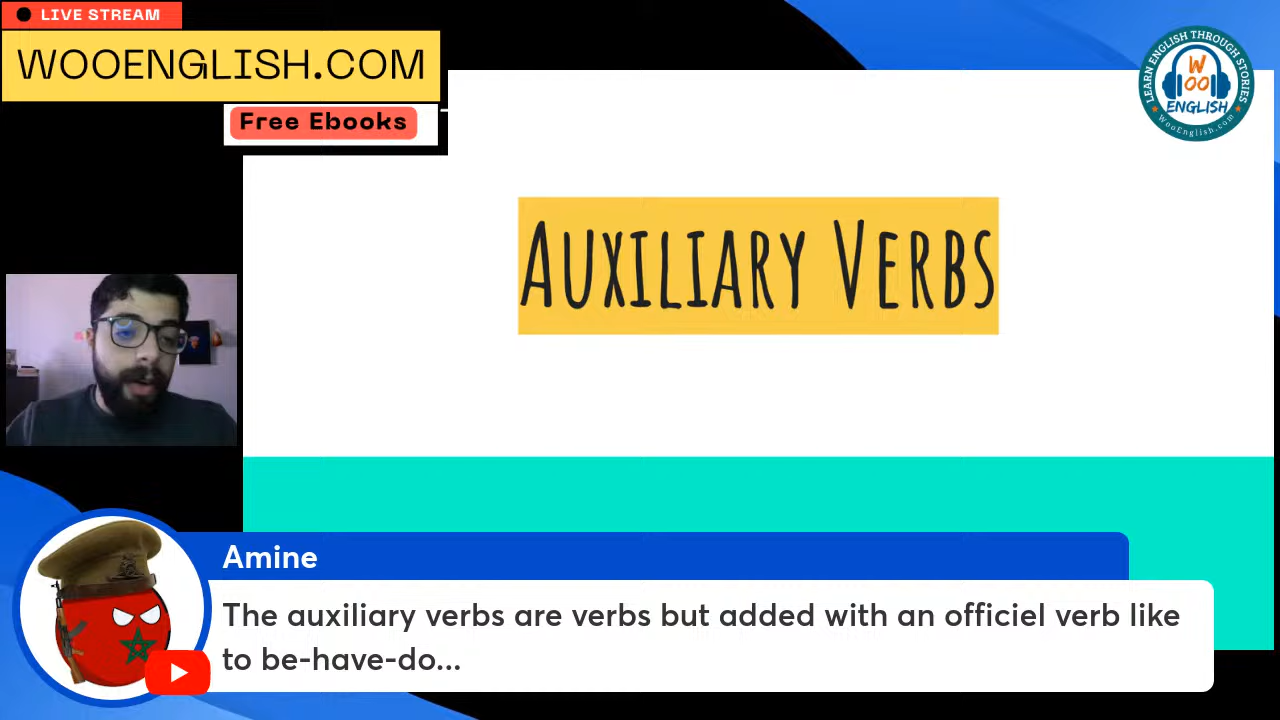 LIVE STREAM
WOOENGLISH.COM
Free Ebooks
LEARN ENGLISH THROUGH STORIES
WOO
ENGLISH
WooEnglish.com
AUXILIARY VERBS
Amine
The auxiliary verbs are verbs but added with an officiel verb like
to be-have-do...